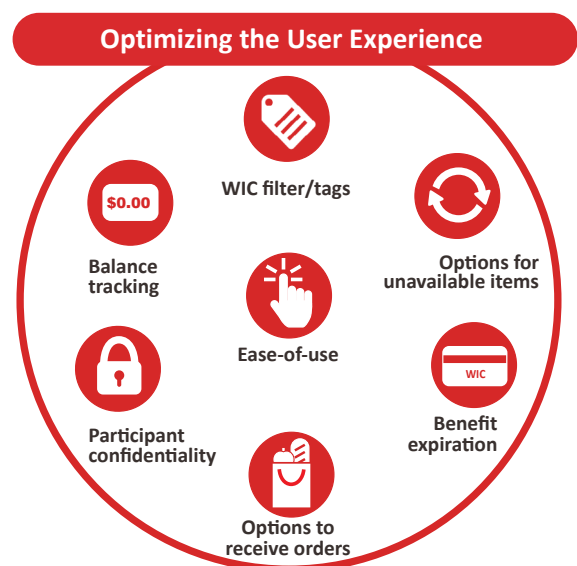 Optimizing the User Experience
WIC filter/tags
$0.00
Balance
tracking
Options for
unavailable items
Ease-of-use
Participant
confidentiality
WIC
Benefit
expiration
Options to
receive orders